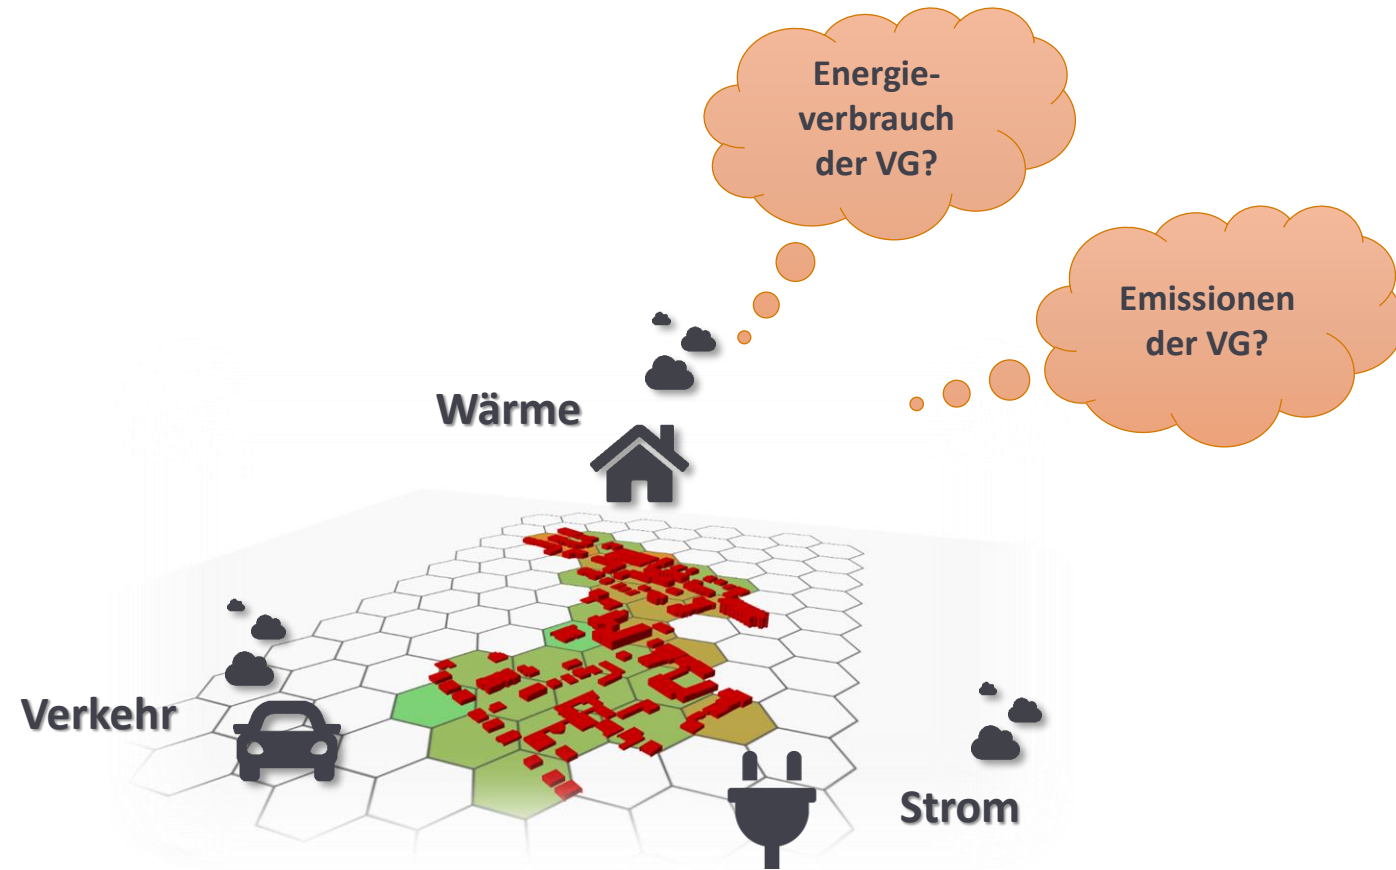 Energie-
verbrauch
der VG?
Emissionen
der VG?
Wärme
Verkehr
Strom